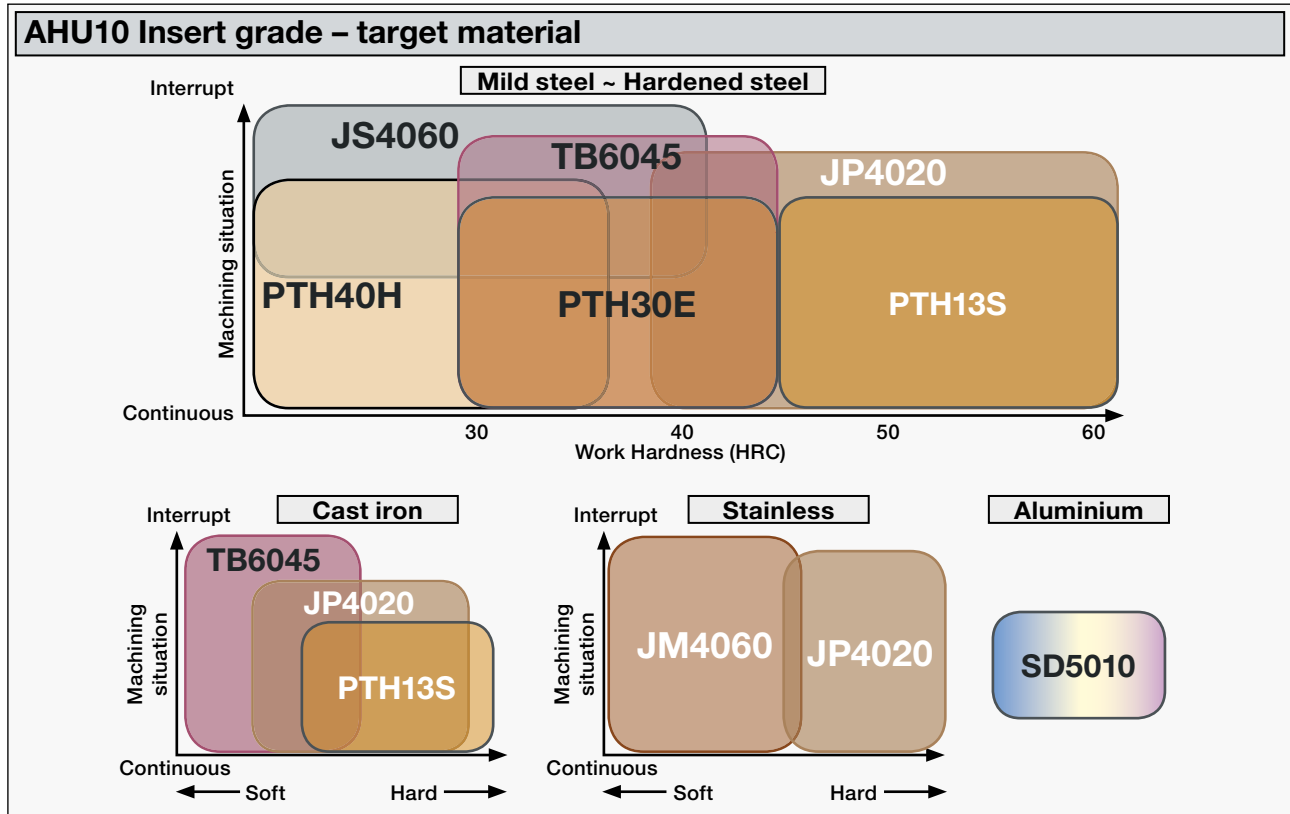 AHU10 Insert grade – target material
Mild steel ~ Hardened steel
Interrupt
Machining situation
Continuous
JS4060
TB6045
JP4020
PTH40H
PTH30E
PTH13S
30 40 50 60
Work Hardness (HRC)
Cast iron
Interrupt
Machining
situation
Continuous
TB6045
JP4020
PTH13S
Soft Hard
Stainless
Interrupt
Machining
situation
Continuous
JM4060
JP4020
Soft Hard
Aluminium
SD5010